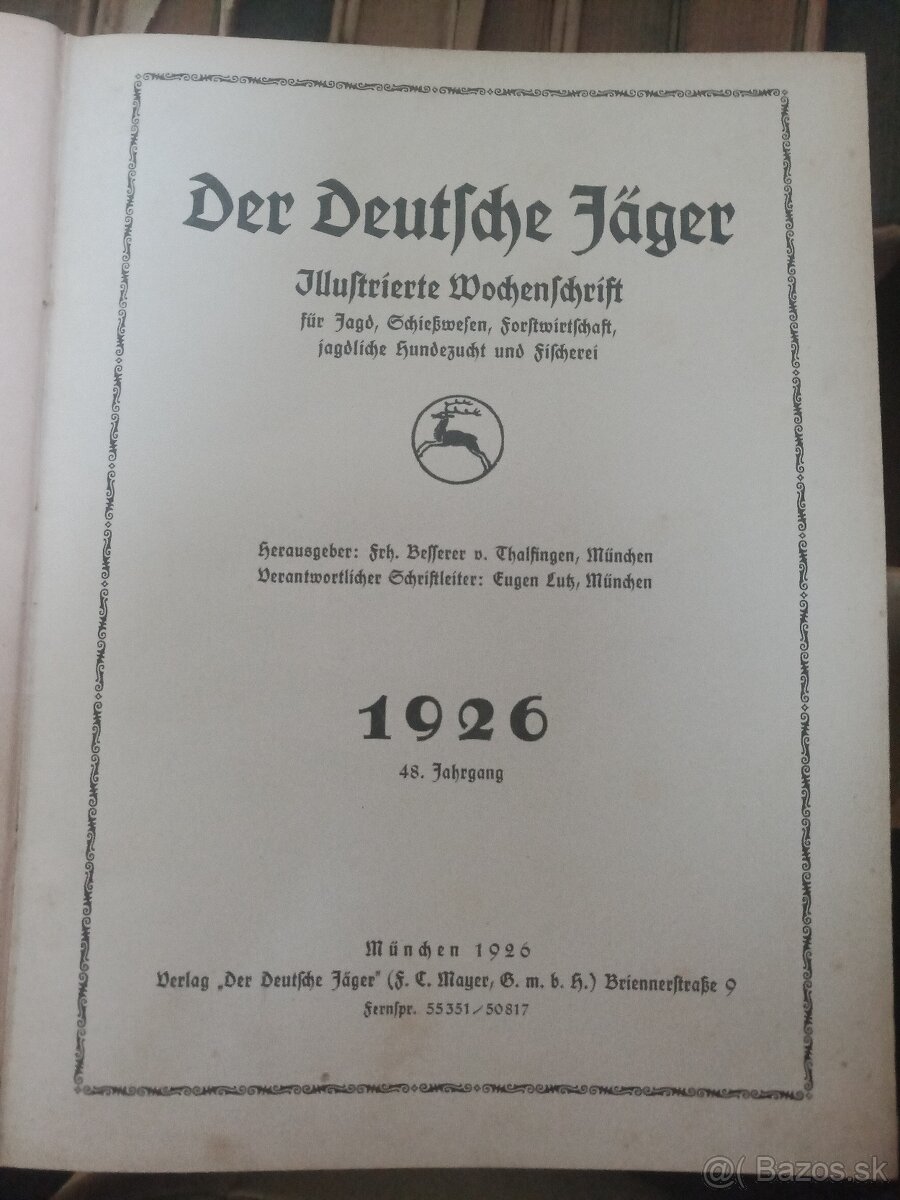 Der Deutſche Jäger
Illuſtrierte Wochenſchrift
für Jagd, Schießweſen, Forſtwirtſchaft,
jagdliche Hundezucht und Fiſcherei
Herausgeber: Frh. Beſſerer v. Thalfingen, München
Verantwortlicher Schriftleiter: Eugen Lutz, München
1926
48. Jahrgang
München 1926
Verlag „Der Deutſche Jäger" (F. C. Mayer, G. m. b. H.) Briennerſtraße 9
Fernſpr. 55351/50817
@( Bazos.sk